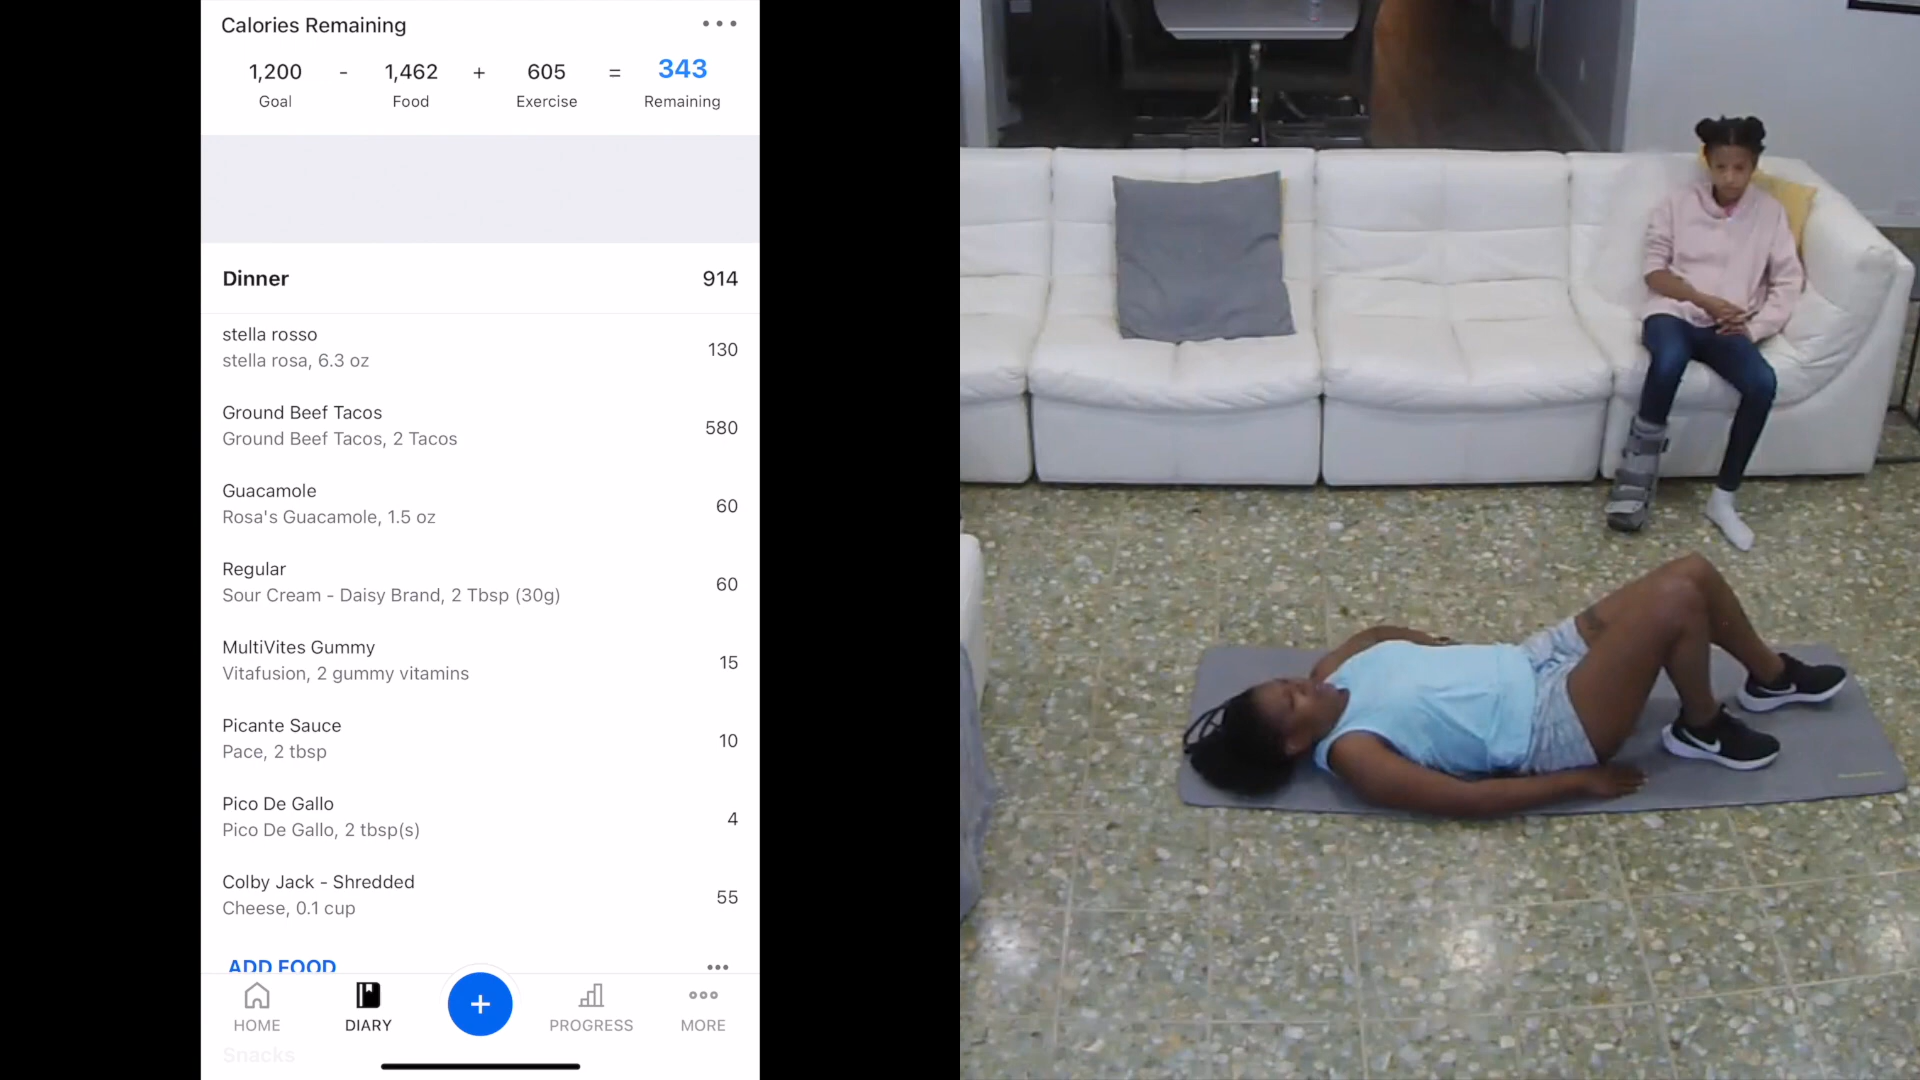 Calories Remaining
1,200 - 1,462 + 605 = 343
Goal Food Exercise Remaining
Dinner 914
stella rosso
stella rosa, 6.3 oz 130
Ground Beef Tacos
Ground Beef Tacos, 2 Tacos 580
Guacamole
Rosa's Guacamole, 1.5 oz 60
Regular
Sour Cream - Daisy Brand, 2 Tbsp (30g) 60
MultiVites Gummy
Vitafusion, 2 gummy vitamins 15
Picante Sauce
Pace, 2 tbsp 10
Pico De Gallo
Pico De Gallo, 2 tbsp(s) 4
Colby Jack - Shredded
Cheese, 0.1 cup 55
ADD FOOD
HOME DIARY + PROGRESS MORE
Snacks